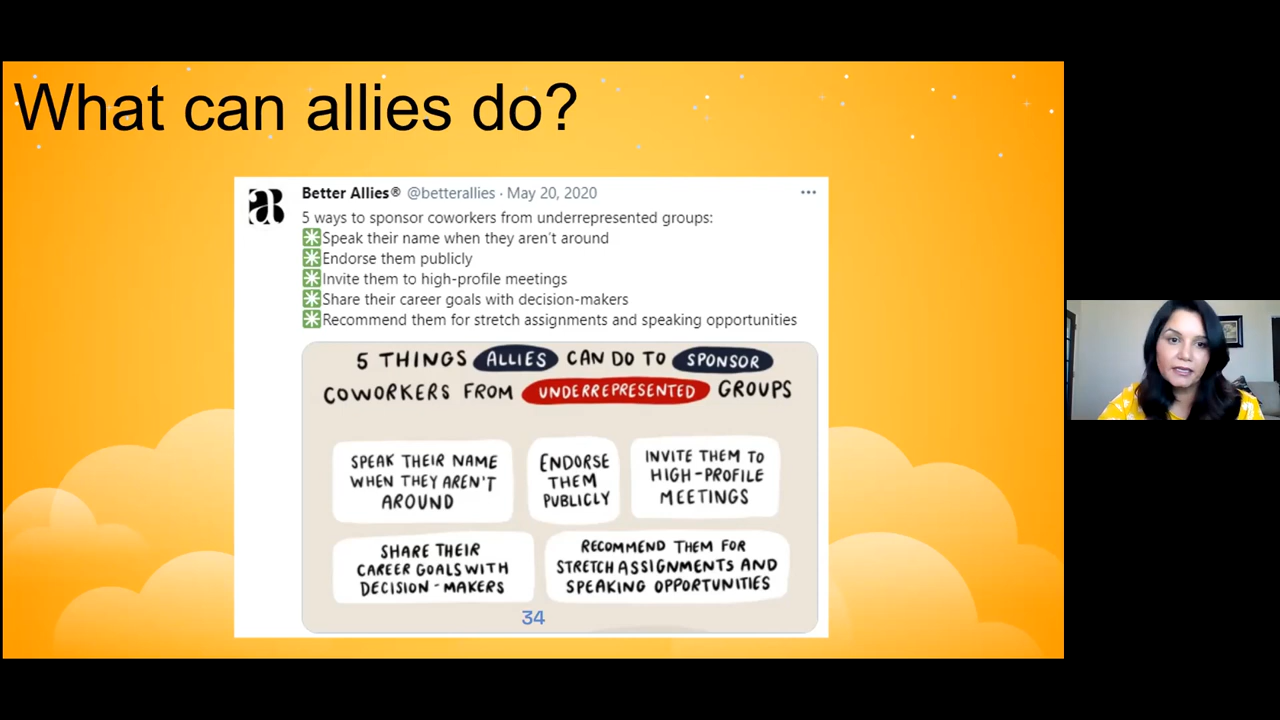 What can allies do?
Better Allies® @betterallies · May 20, 2020
5 ways to sponsor coworkers from underrepresented groups:
✳️Speak their name when they aren’t around
✳️Endorse them publicly
✳️Invite them to high-profile meetings
✳️Share their career goals with decision-makers
✳️Recommend them for stretch assignments and speaking opportunities
5 THINGS ALLIES CAN DO TO SPONSOR
COWORKERS FROM UNDERREPRESENTED GROUPS
SPEAK THEIR NAME
WHEN THEY AREN'T
AROUND
ENDORSE
THEM
PUBLICLY
INVITE THEM TO
HIGH-PROFILE
MEETINGS
SHARE THEIR
CAREER GOALS WITH
DECISION-MAKERS
RECOMMEND THEM FOR
STRETCH ASSIGNMENTS AND
SPEAKING OPPORTUNITIES
34